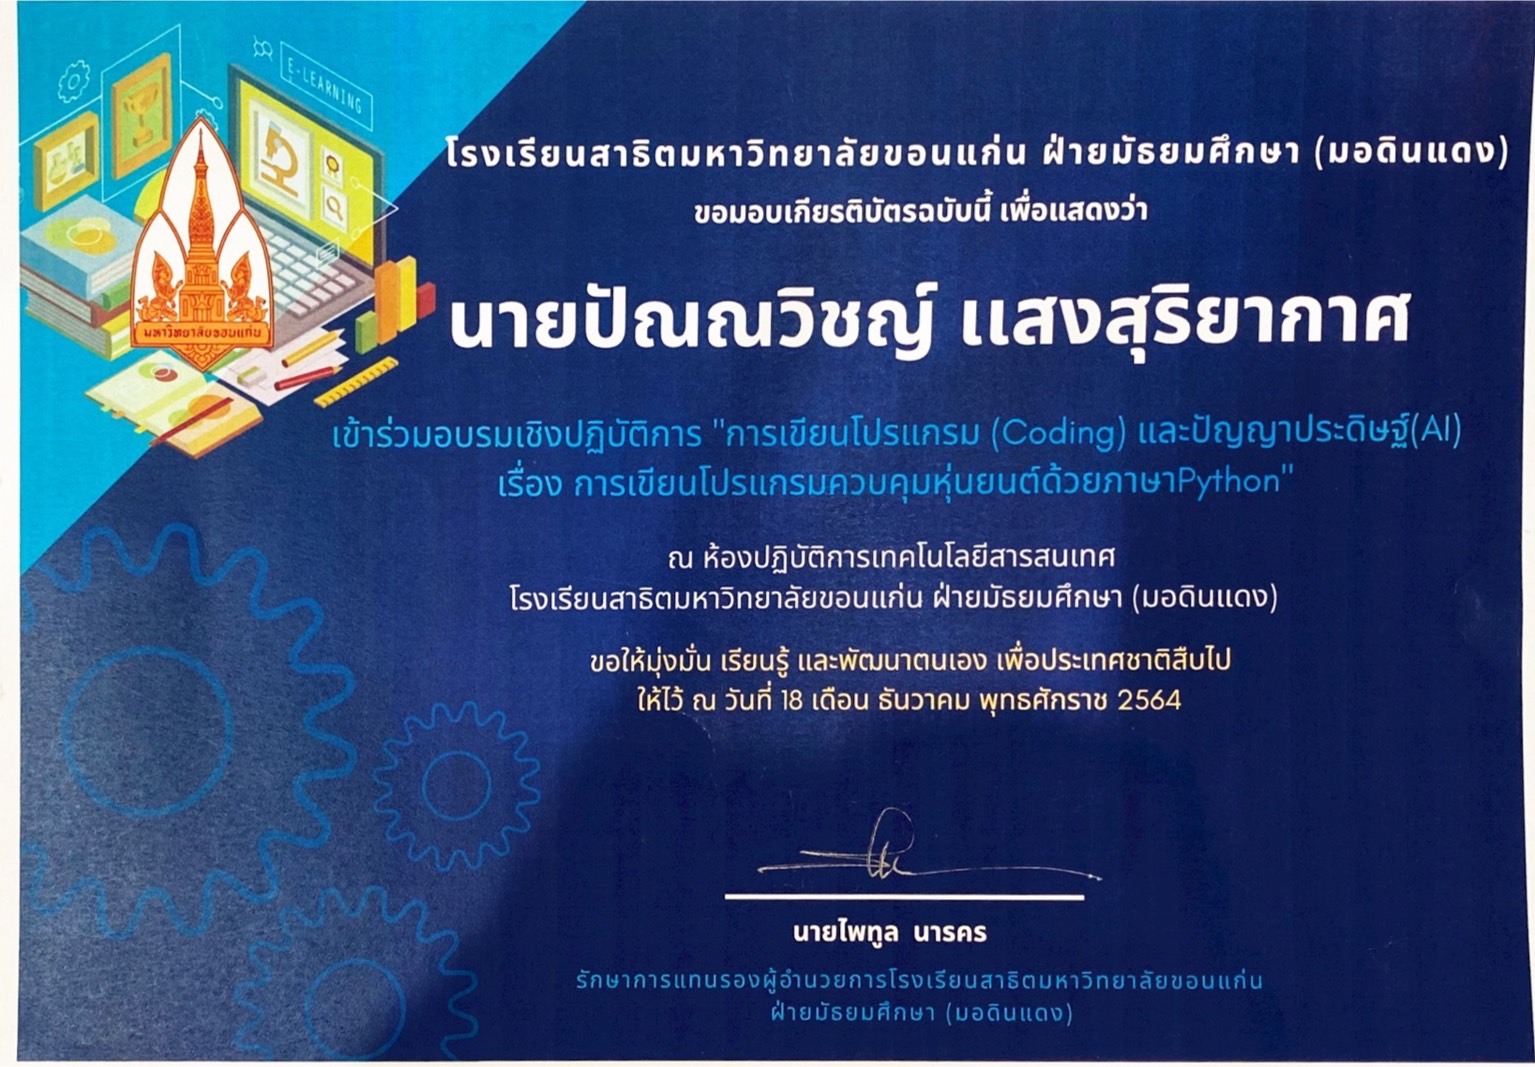 E-LEARNING
มหาวิทยาลัยขอนแก่น
โรงเรียนสาธิตมหาวิทยาลัยขอนแก่น ฝ่ายมัธยมศึกษา (มอดินแดง)
ขอมอบเกียรติบัตรฉบับนี้ เพื่อแสดงว่า
นายปัณณวิชญ์ แสงสุริยากาศ
เข้าร่วมอบรมเชิงปฏิบัติการ "การเขียนโปรแกรม (Coding) และปัญญาประดิษฐ์(AI)
เรื่อง การเขียนโปรแกรมควบคุมหุ่นยนต์ด้วยภาษาPython"
ณ ห้องปฏิบัติการเทคโนโลยีสารสนเทศ
โรงเรียนสาธิตมหาวิทยาลัยขอนแก่น ฝ่ายมัธยมศึกษา (มอดินแดง)
ขอให้มุ่งมั่น เรียนรู้ และพัฒนาตนเอง เพื่อประเทศชาติสืบไป
ให้ไว้ ณ วันที่ 18 เดือน ธันวาคม พุทธศักราช 2564
นายไพฑูล นารคร
รักษาการแทนรองผู้อำนวยการโรงเรียนสาธิตมหาวิทยาลัยขอนแก่น
ฝ่ายมัธยมศึกษา (มอดินแดง)